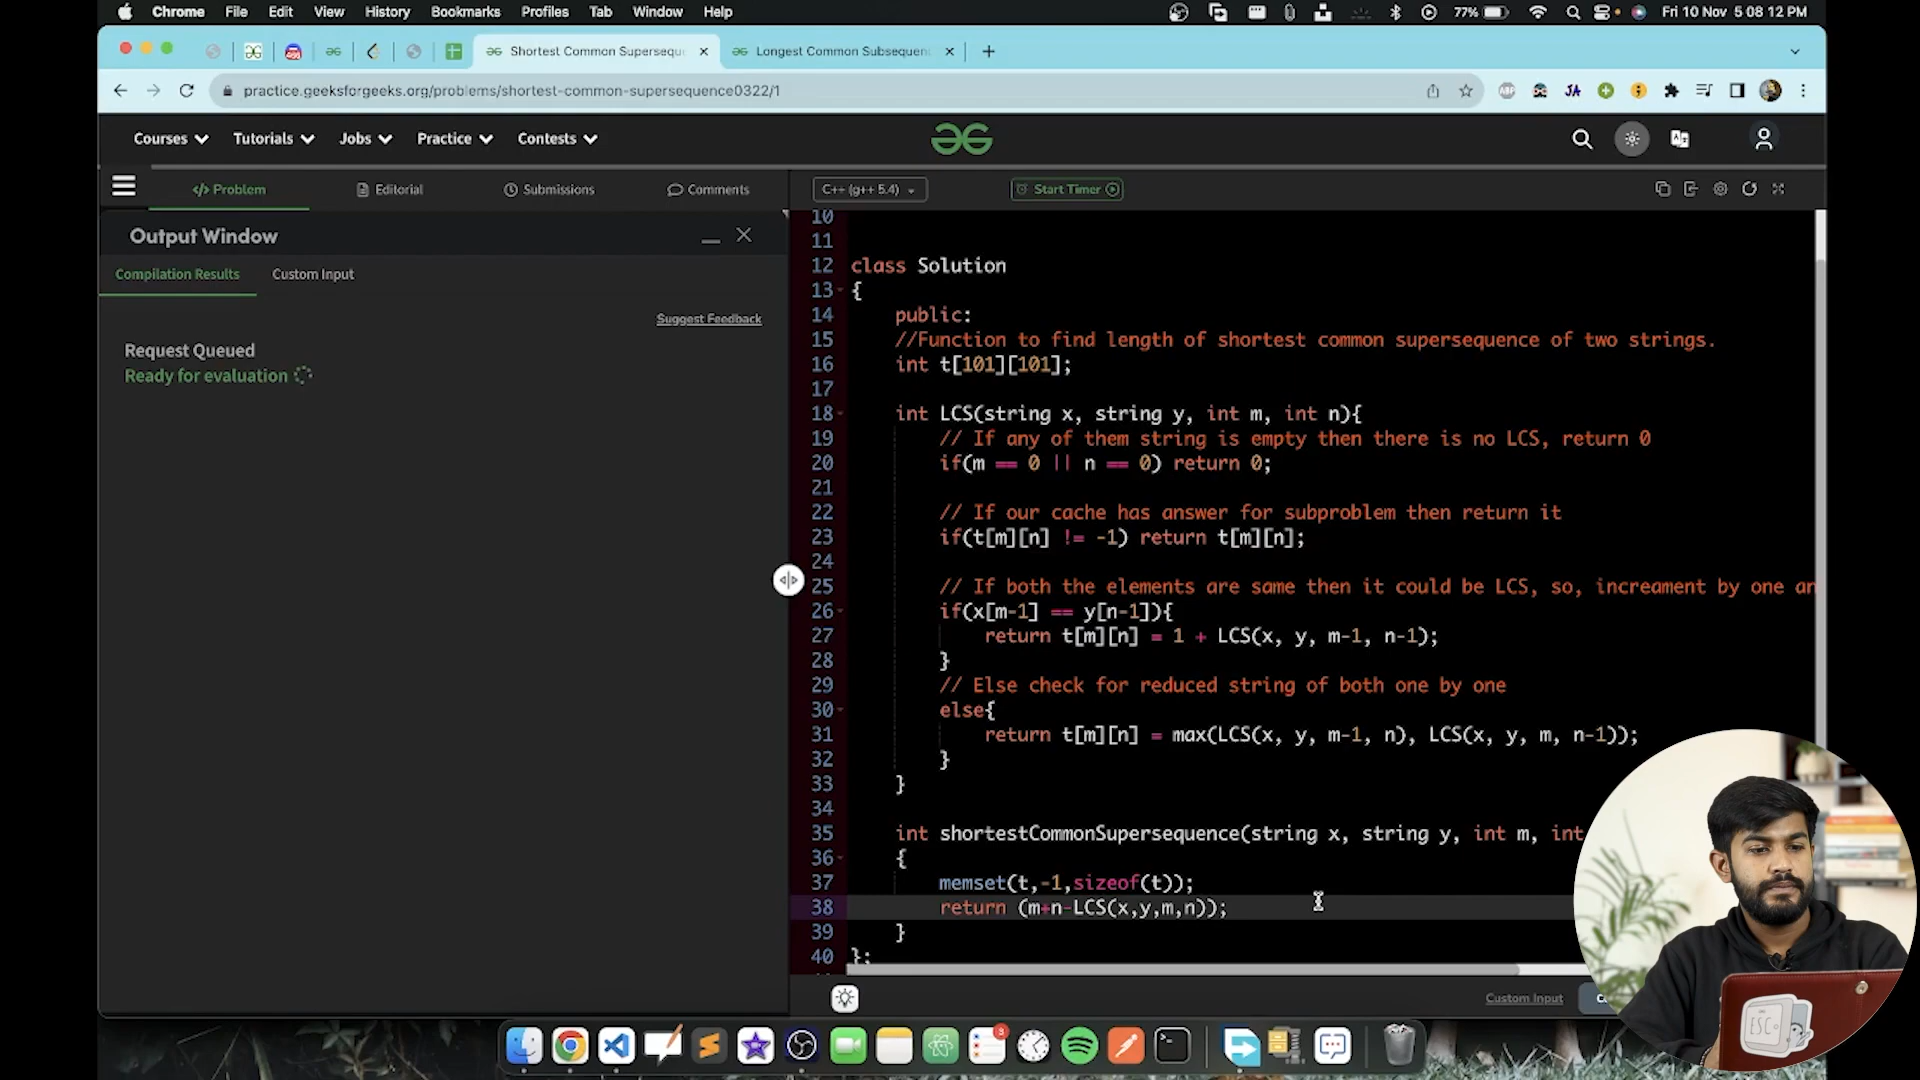 Chrome File Edit View History Bookmarks Profiles Tab Window Help 77% Fri 10 Nov 5 08 12 PM
Shortest Common Supersequ Longest Common Subsequen
practice.geeksforgeeks.org/problems/shortest-common-supersequence0322/1
Courses Tutorials Jobs Practice Contests
</> Problem Editorial Submissions Comments C++ (g++ 5.4) Start Timer
Output Window
Compilation Results Custom Input
Suggest Feedback
Request Queued
Ready for evaluation
10
11
12 class Solution
13 {
14 public:
15 //Function to find length of shortest common supersequence of two strings.
16 int t[101][101];
17
18 int LCS(string x, string y, int m, int n){
19 // If any of them string is empty then there is no LCS, return 0
20 if(m == 0 || n == 0) return 0;
21
22 // If our cache has answer for subproblem then return it
23 if(t[m][n] != -1) return t[m][n];
24
25 // If both the elements are same then it could be LCS, so, increament by one an
26 if(x[m-1] == y[n-1]){
27 return t[m][n] = 1 + LCS(x, y, m-1, n-1);
28 }
29 // Else check for reduced string of both one by one
30 else{
31 return t[m][n] = max(LCS(x, y, m-1, n), LCS(x, y, m, n-1));
32 }
33 }
34
35 int shortestCommonSupersequence(string x, string y, int m, int
36 {
37 memset(t,-1,sizeof(t));
38 return (m+n-LCS(x,y,m,n));
39 }
40 };
Custom Input
3
ESC